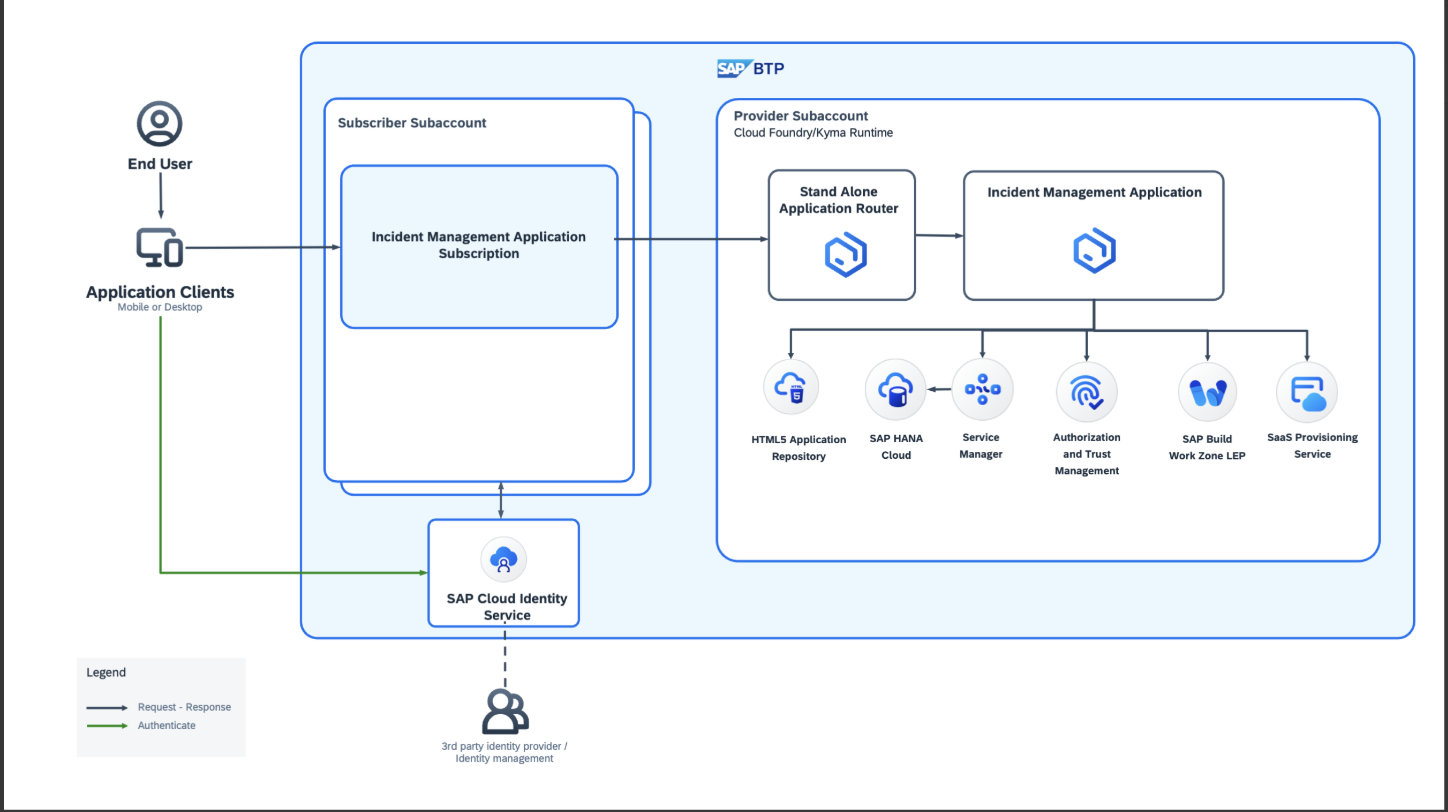 SAP BTP
End User
Application Clients
Mobile or Desktop
Subscriber Subaccount
Incident Management Application
Subscription
Provider Subaccount
Cloud Foundry/Kyma Runtime
Stand Alone
Application Router
Incident Management Application
HTML
5
HTML5 Application
Repository
SAP HANA
Cloud
Service
Manager
Authorization
and Trust
Management
SAP Build
Work Zone LEP
SaaS Provisioning
Service
SAP Cloud Identity
Service
3rd party identity provider /
Identity management
Legend
Request - Response
Authenticate